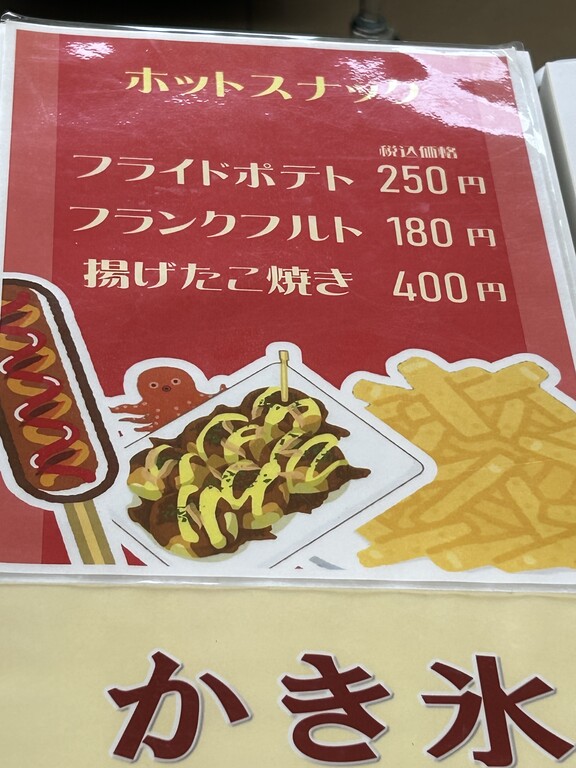 ホットスナック
税込価格
フライドポテト 250円
フランクフルト 180円
揚げたこ焼き 400円
かき氷